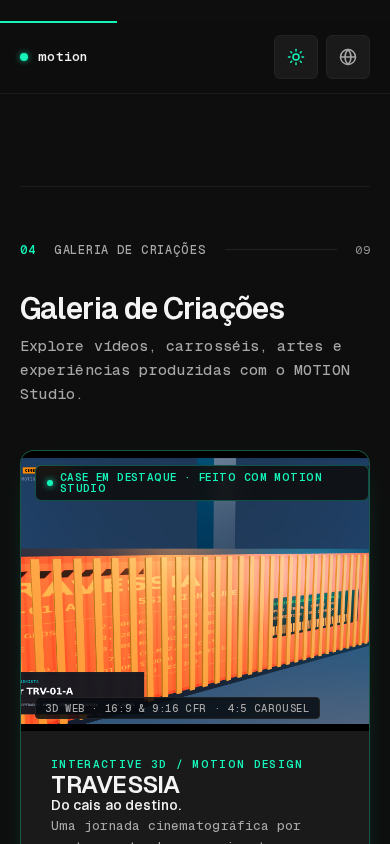 motion
04 GALERIA DE CRIAÇÕES 09
Galeria de Criações
Explore vídeos, carrosséis, artes e
experiências produzidas com o MOTION
Studio.
CASE EM DESTAQUE · FEITO COM MOTION
STUDIO
RAVESSIA
r TRV-01-A
3D WEB · 16:9 & 9:16 CFR · 4:5 CAROUSEL
INTERACTIVE 3D / MOTION DESIGN
TRAVESSIA
Do cais ao destino.
Uma jornada cinematográfica por